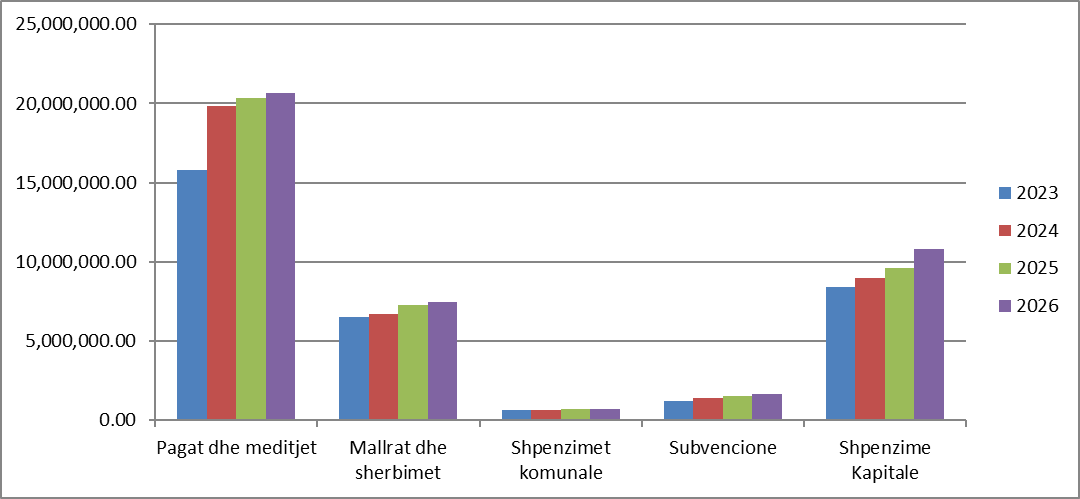 25,000,000.00
20,000,000.00
15,000,000.00
10,000,000.00
5,000,000.00
0.00
Pagat dhe meditjet
Mallrat dhe
sherbimet
Shpenzimet
komunale
Subvencione
Shpenzime
Kapitale
2023
2024
2025
2026